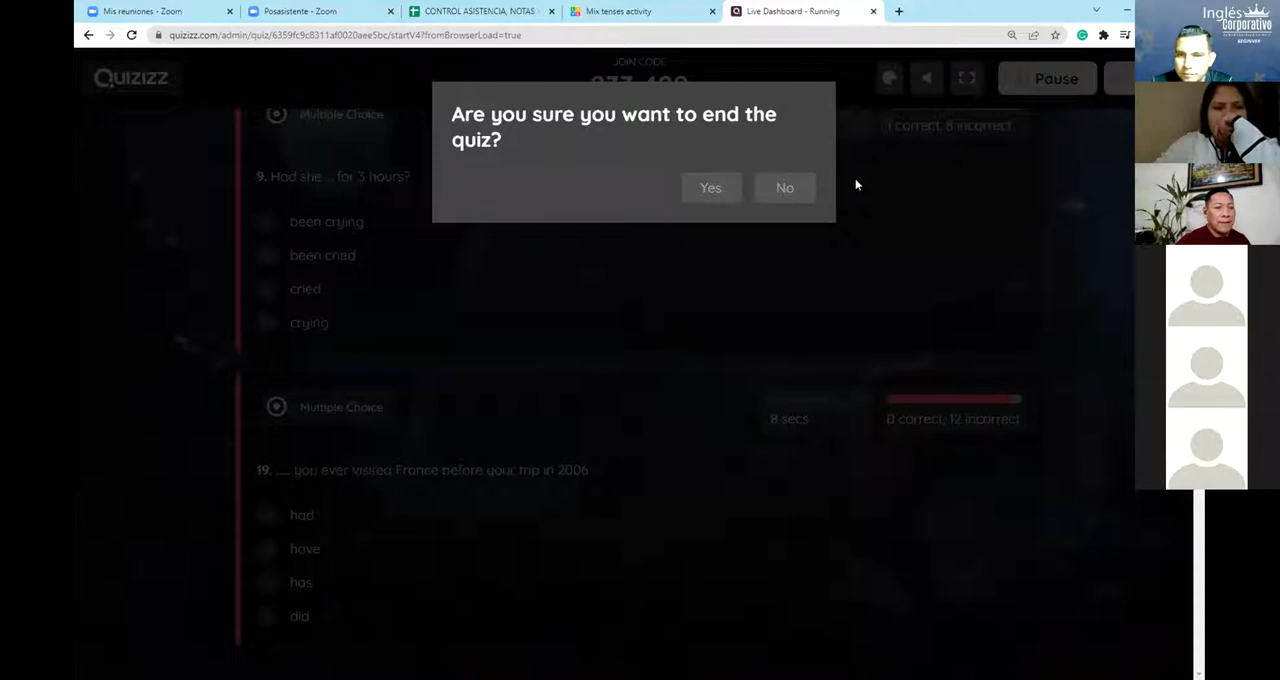 Mis reuniones - Zoom
Posasistente - Zoom
CONTROL ASISTENCIA, NOTAS
Mix tenses activity
Live Dashboard - Running
quizizz.com/admin/quiz/6359fc9c8311af0020aee5bc/startV4?fromBrowserLoad=true
Inglés
Corporativo
BEGINNER
QUIZIZZ
JOIN CODE
Pause
Are you sure you want to end the
quiz?
Yes
No
Multiple Choice
1 correct, 8 incorrect
9. Had she .. for 3 hours?
been crying
been cried
cried
crying
Multiple Choice
8 secs
0 correct, 12 incorrect
19. ___ you ever visited France before your trip in 2006
had
have
has
did